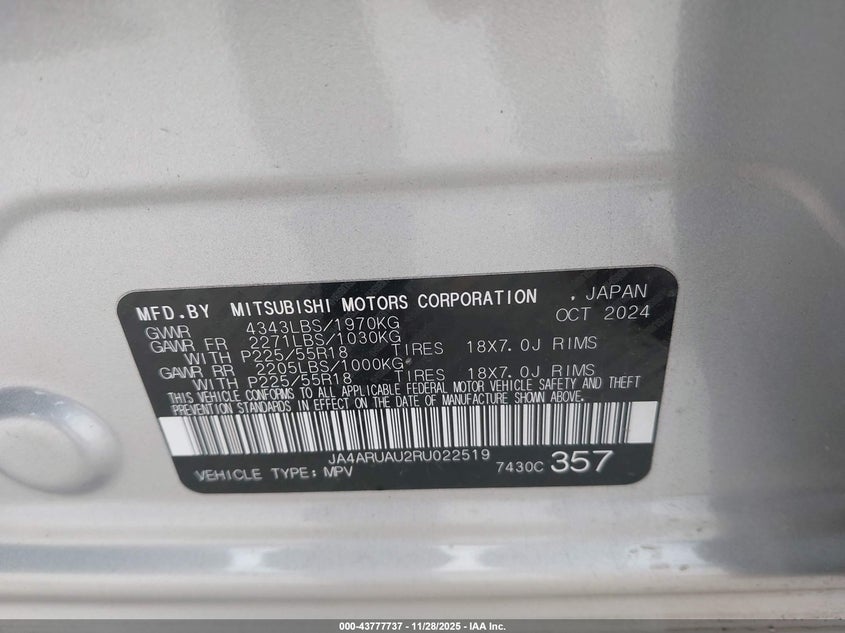 MFD.BY MITSUBISHI MOTORS CORPORATION , JAPAN
GVWR 4343LBS/1970KG OCT 2024
GAWR FR 2271LBS/1030KG
WITH P225/55R18 TIRES 18X7.0J RIMS
GAWR RR 2205LBS/1000KG
WITH P225/55R18 TIRES 18X7.0J RIMS
THIS VEHICLE CONFORMS TO ALL APPLICABLE FEDERAL MOTOR VEHICLE SAFETY AND THEFT
PREVENTION STANDARDS IN EFFECT ON THE DATE OF MANUFACTURE SHOWN ABOVE.
JA4ARUAU2RU022519
VEHICLE TYPE: MPV 7430C 357
000-43777737 - 11/28/2025 - IAA Inc.